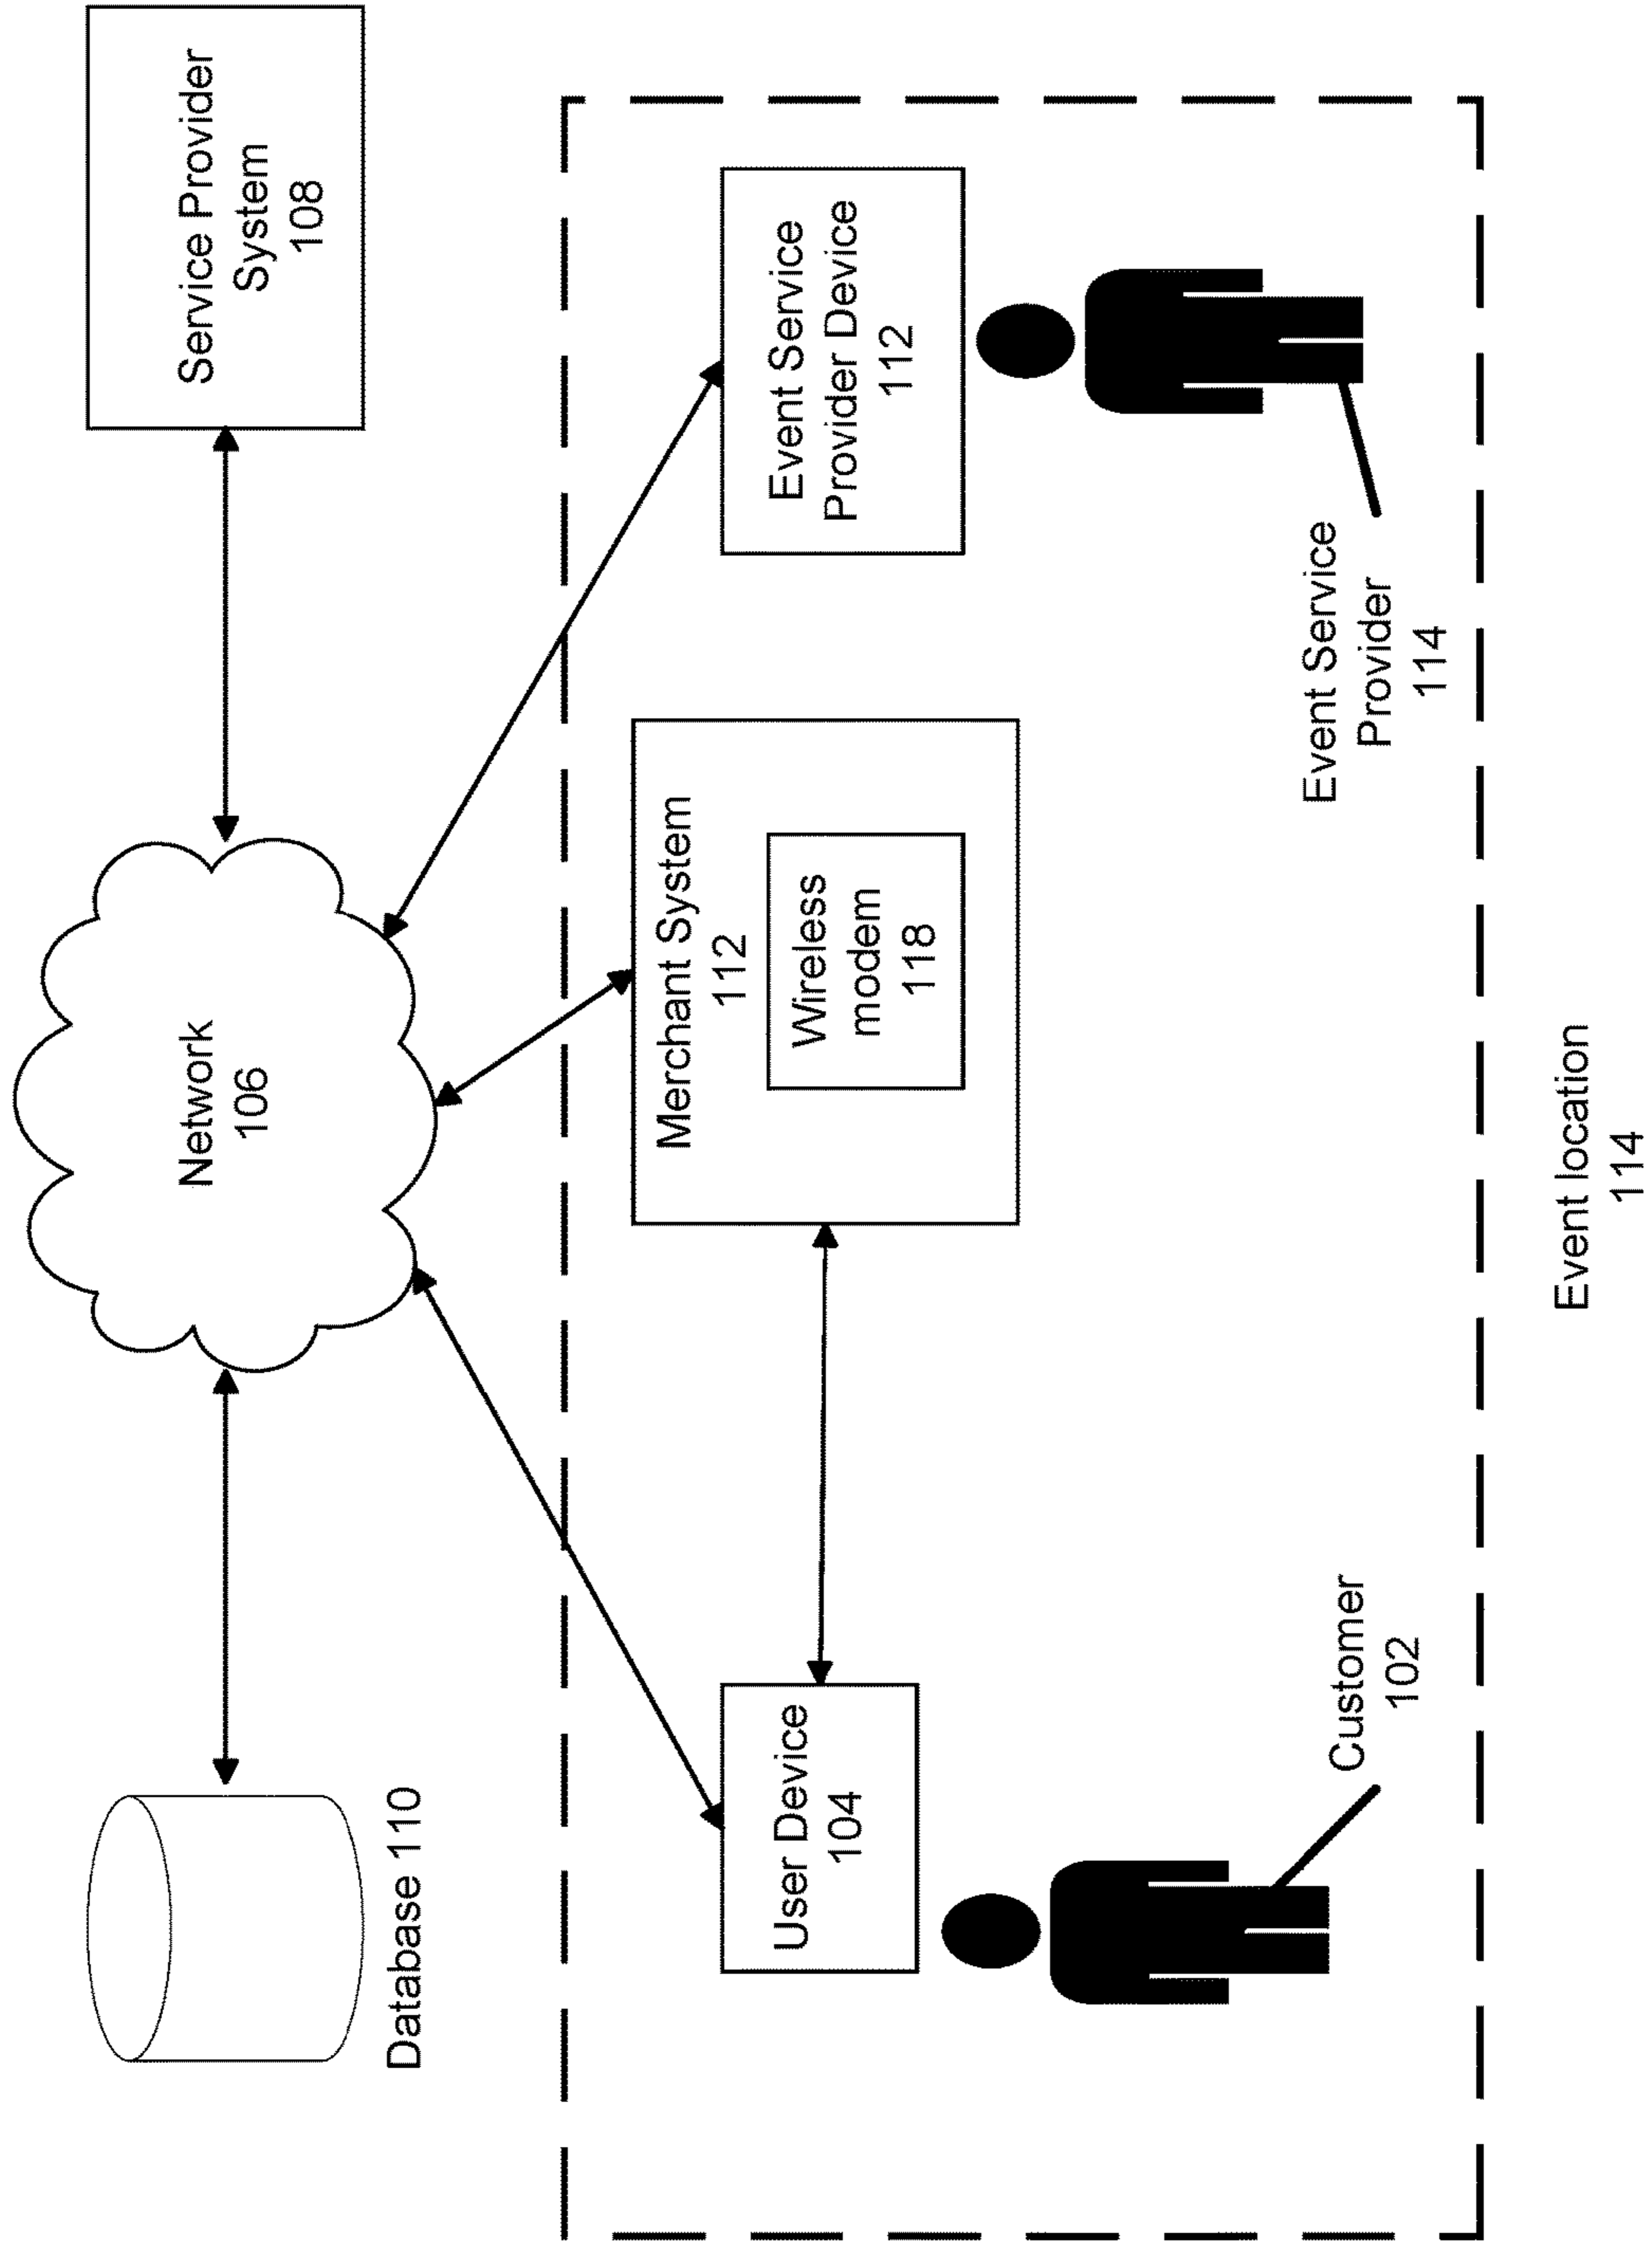 Database 110
Network
106
Service Provider
System
108
User Device
104
Merchant System
112
Wireless
modem
118
Event Service
Provider Device
112
Customer
102
Event Service
Provider
114
Event location
114